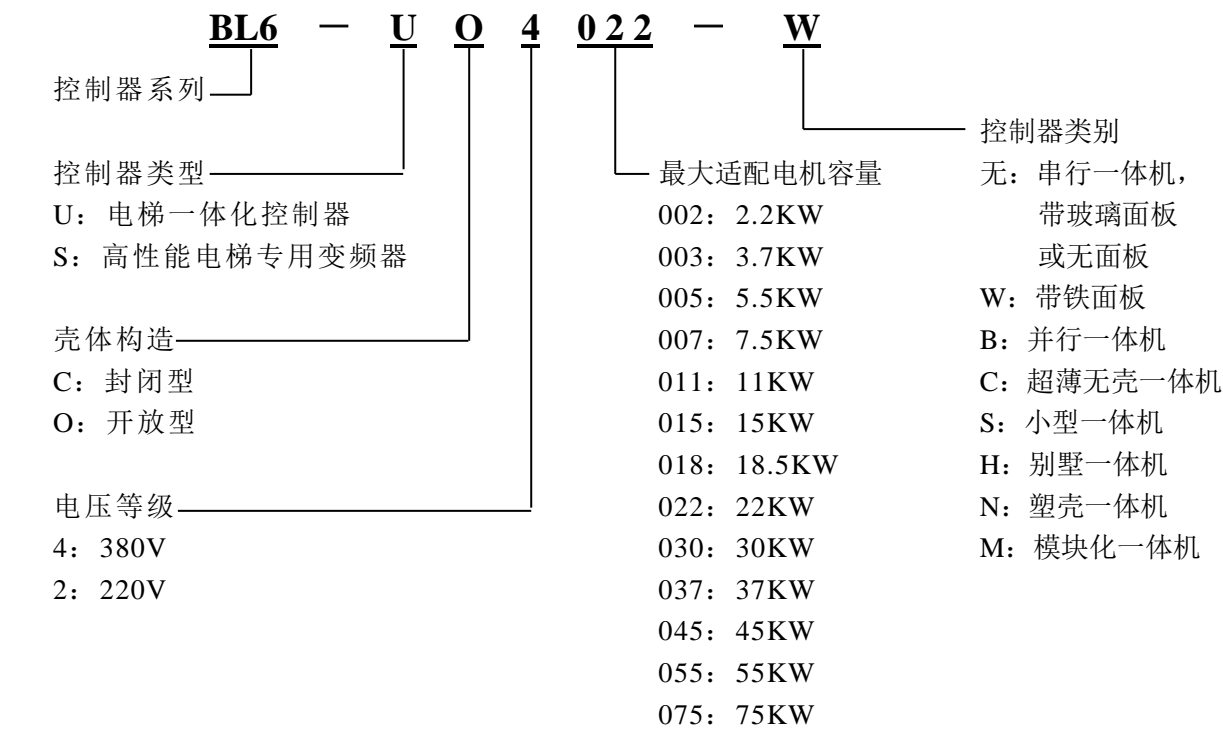 BL6 － U O 4 022 － W
控制器系列
控制器类型
U：电梯一体化控制器
S：高性能电梯专用变频器
壳体构造
C：封闭型
O：开放型
电压等级
4：380V
2：220V
最大适配电机容量
002：2.2KW
003：3.7KW
005：5.5KW
007：7.5KW
011：11KW
015：15KW
018：18.5KW
022：22KW
030：30KW
037：37KW
045：45KW
055：55KW
075：75KW
控制器类别
无：串行一体机，
带玻璃面板
或无面板
W：带铁面板
B：并行一体机
C：超薄无壳一体机
S：小型一体机
H：别墅一体机
N：塑壳一体机
M：模块化一体机